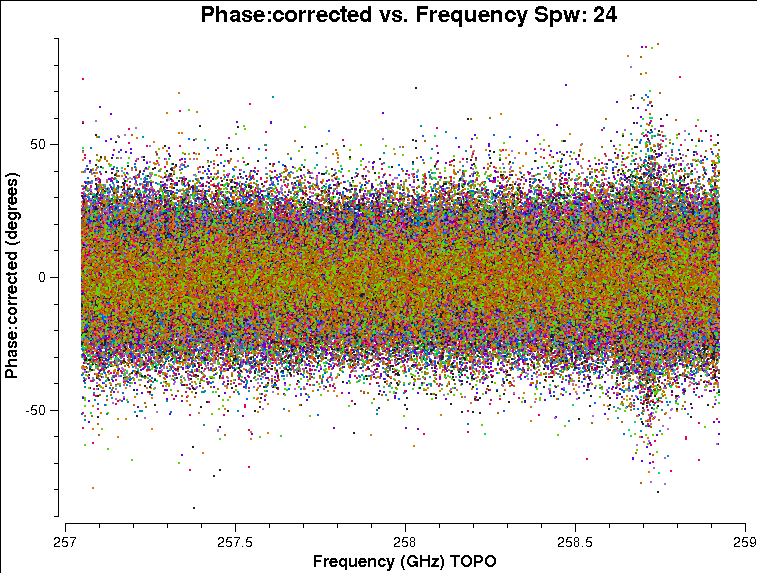 Phase:corrected vs. Frequency Spw: 24
Phase:corrected (degrees)
50
0
-50
257
257.5
258
258.5
259
Frequency (GHz) TOPO